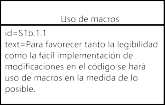 Uso de macros
id=S1b.1.1
text=Para favorecer tanto la legibilidad
como la fácil implementación de
modificaciones en el código se hará
uso de macros en la medida de lo
posible.